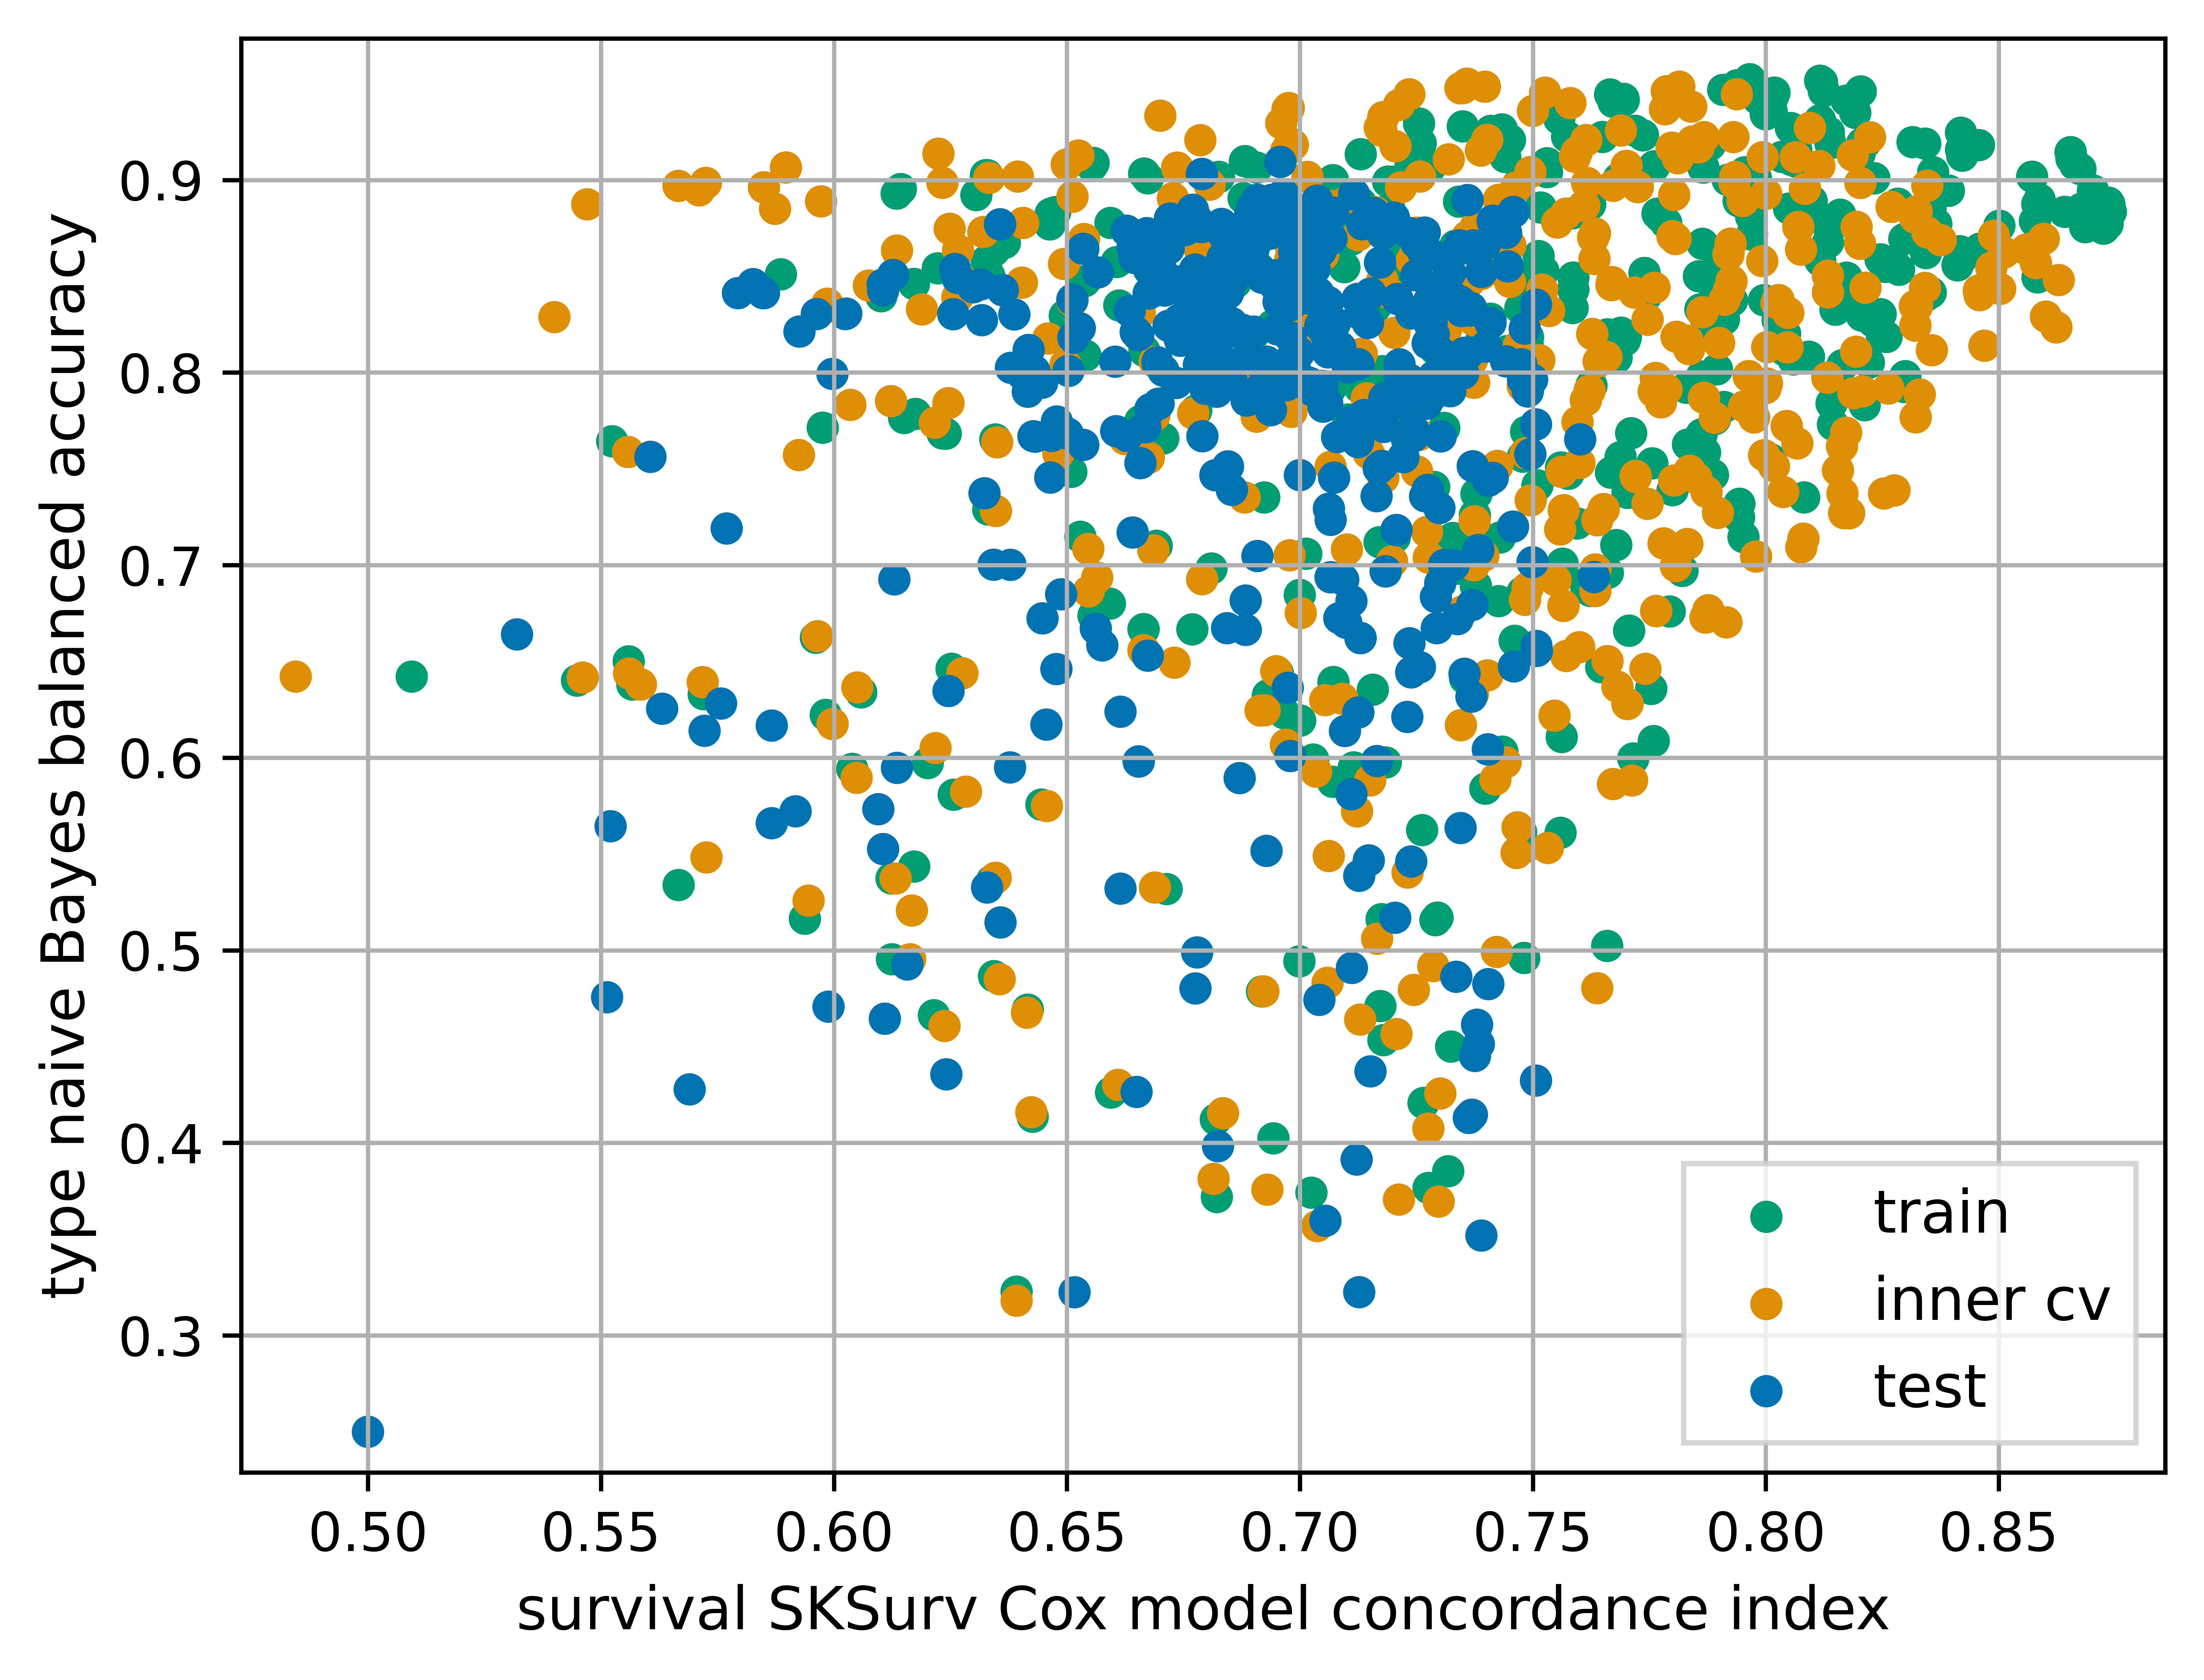 type naive Bayes balanced accuracy
0.9
0.8
0.7
0.6
0.5
0.4
0.3
train
inner cv
test
0.50 0.55 0.60 0.65 0.70 0.75 0.80 0.85
survival SKSurv Cox model concordance index